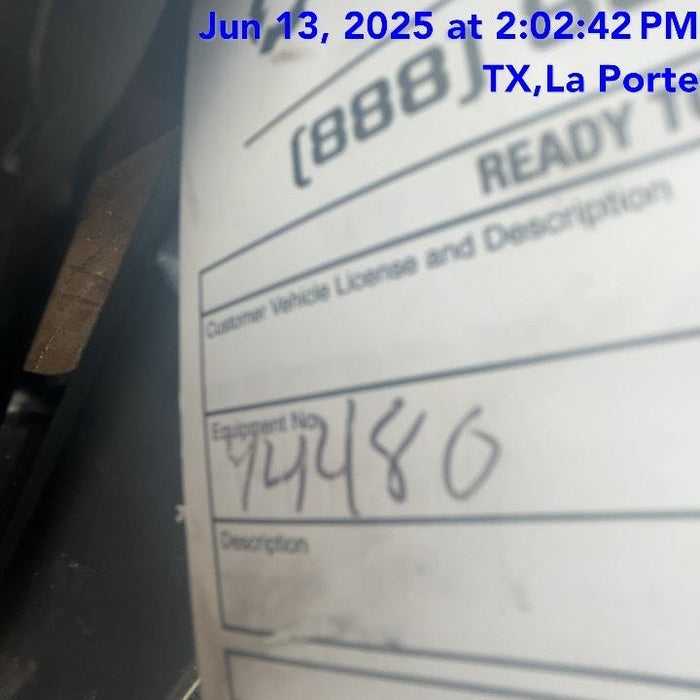 Jun 13, 2025 at 2:02:42 PM
TX,La Porte
(888)
READY
Customer Vehicle License and Description
Equipment No.
44480
Description